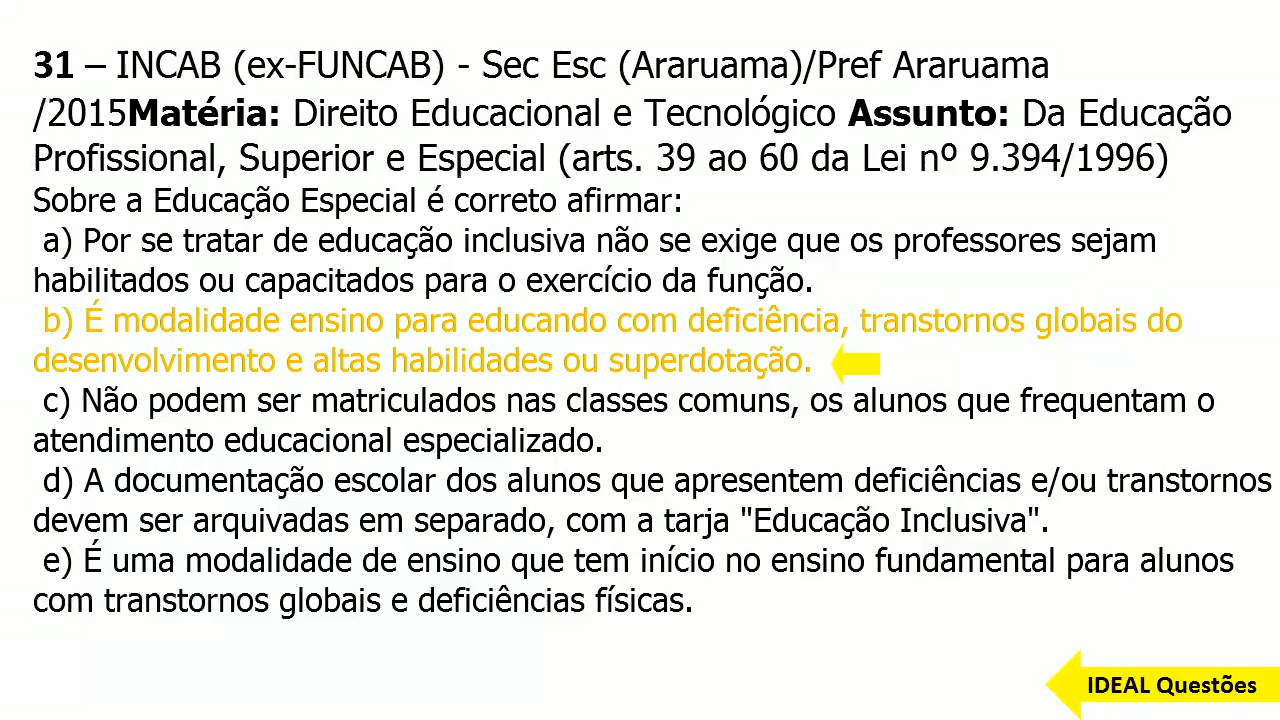 31 – INCAB (ex-FUNCAB) - Sec Esc (Araruama)/Pref Araruama
/2015Matéria: Direito Educacional e Tecnológico Assunto: Da Educação
Profissional, Superior e Especial (arts. 39 ao 60 da Lei nº 9.394/1996)
Sobre a Educação Especial é correto afirmar:
a) Por se tratar de educação inclusiva não se exige que os professores sejam
habilitados ou capacitados para o exercício da função.
b) É modalidade ensino para educando com deficiência, transtornos globais do
desenvolvimento e altas habilidades ou superdotação.
c) Não podem ser matriculados nas classes comuns, os alunos que frequentam o
atendimento educacional especializado.
d) A documentação escolar dos alunos que apresentem deficiências e/ou transtornos
devem ser arquivadas em separado, com a tarja "Educação Inclusiva".
e) É uma modalidade de ensino que tem início no ensino fundamental para alunos
com transtornos globais e deficiências físicas.
IDEAL Questões